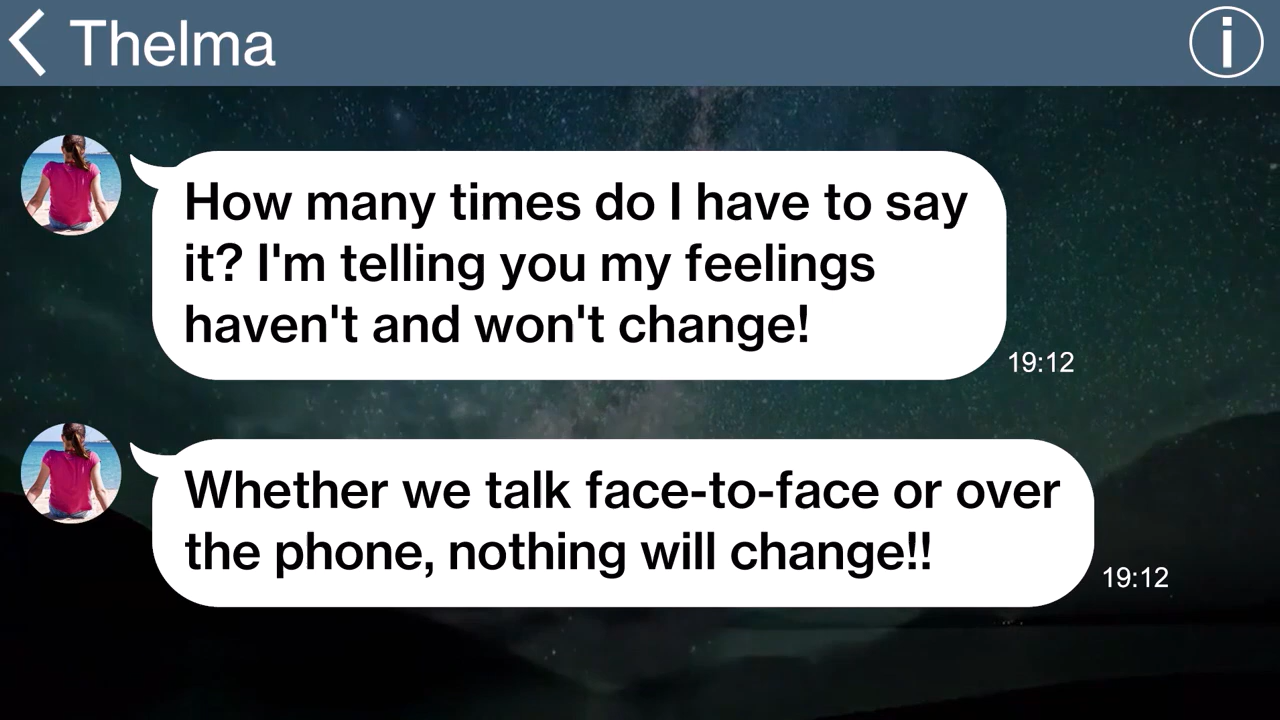 Thelma
How many times do I have to say
it? I'm telling you my feelings
haven't and won't change!
19:12
Whether we talk face-to-face or over
the phone, nothing will change!!
19:12